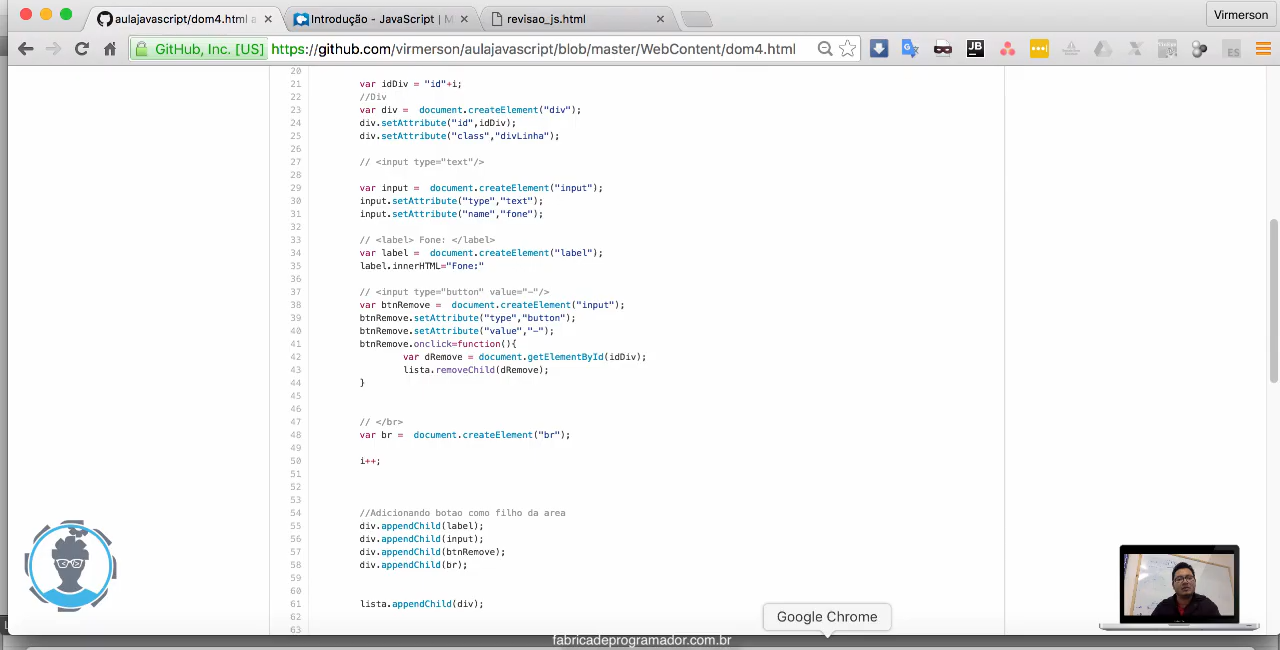 aulajavascript/dom4.html a
Introdução - JavaScript | M
revisao_js.html
Virmerson
GitHub, Inc. [US]
https://github.com/virmerson/aulajavascript/blob/master/WebContent/dom4.html
JB
ES
20
21 var idDiv = "id"+i;
22 //Div
23 var div = document.createElement("div");
24 div.setAttribute("id",idDiv);
25 div.setAttribute("class","divLinha");
26
27 // <input type="text"/>
28
29 var input = document.createElement("input");
30 input.setAttribute("type","text");
31 input.setAttribute("name","fone");
32
33 // <label> Fone: </label>
34 var label = document.createElement("label");
35 label.innerHTML="Fone:"
36
37 // <input type="button" value="-"/>
38 var btnRemove = document.createElement("input");
39 btnRemove.setAttribute("type","button");
40 btnRemove.setAttribute("value","-");
41 btnRemove.onclick=function(){
42 var dRemove = document.getElementById(idDiv);
43 lista.removeChild(dRemove);
44 }
45
46
47 // </br>
48 var br = document.createElement("br");
49
50 i++;
51
52
53
54 //Adicionando botao como filho da area
55 div.appendChild(label);
56 div.appendChild(input);
57 div.appendChild(btnRemove);
58 div.appendChild(br);
59
60
61 lista.appendChild(div);
62
63
Google Chrome
fabricadeprogramador.com.br